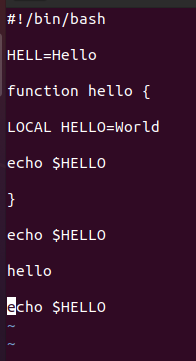 #!/bin/bash
HELL=Hello
function hello {
LOCAL HELLO=World
echo $HELLO
}
echo $HELLO
hello
echo $HELLO
~
~